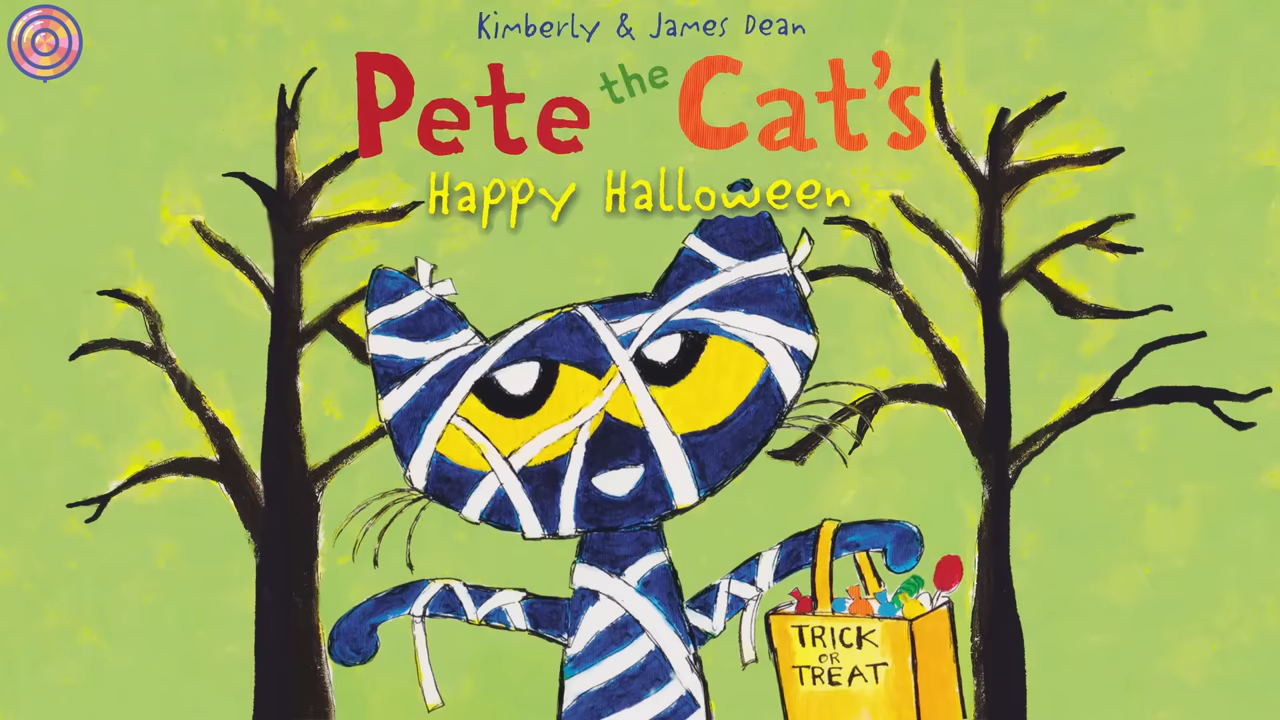 Kimberly & James Dean
Pete the Cat's
Happy Halloween
TRICK
OR
TREAT